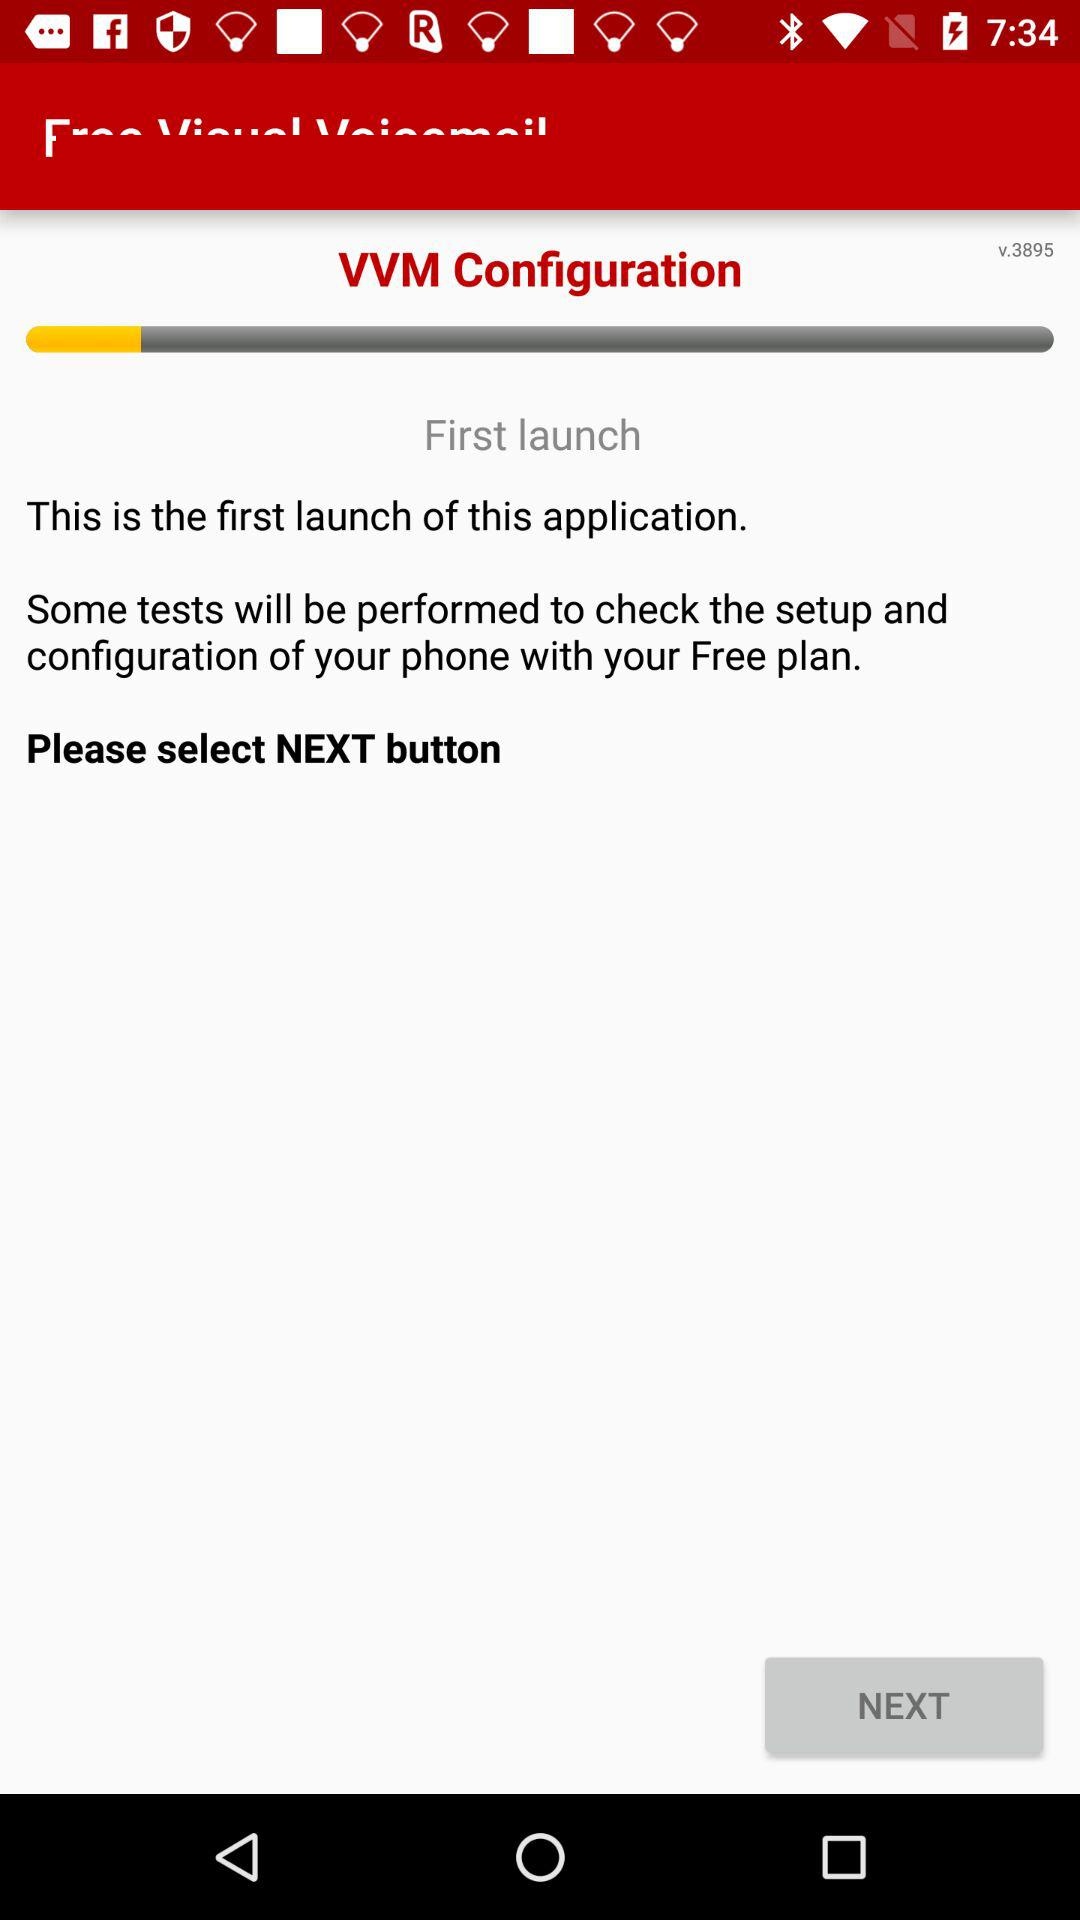 7:34
Free Visual Voicemail
VVM Configuration
v.3895
First launch
This is the first launch of this application.
Some tests will be performed to check the setup and
configuration of your phone with your Free plan.
Please select NEXT button
NEXT